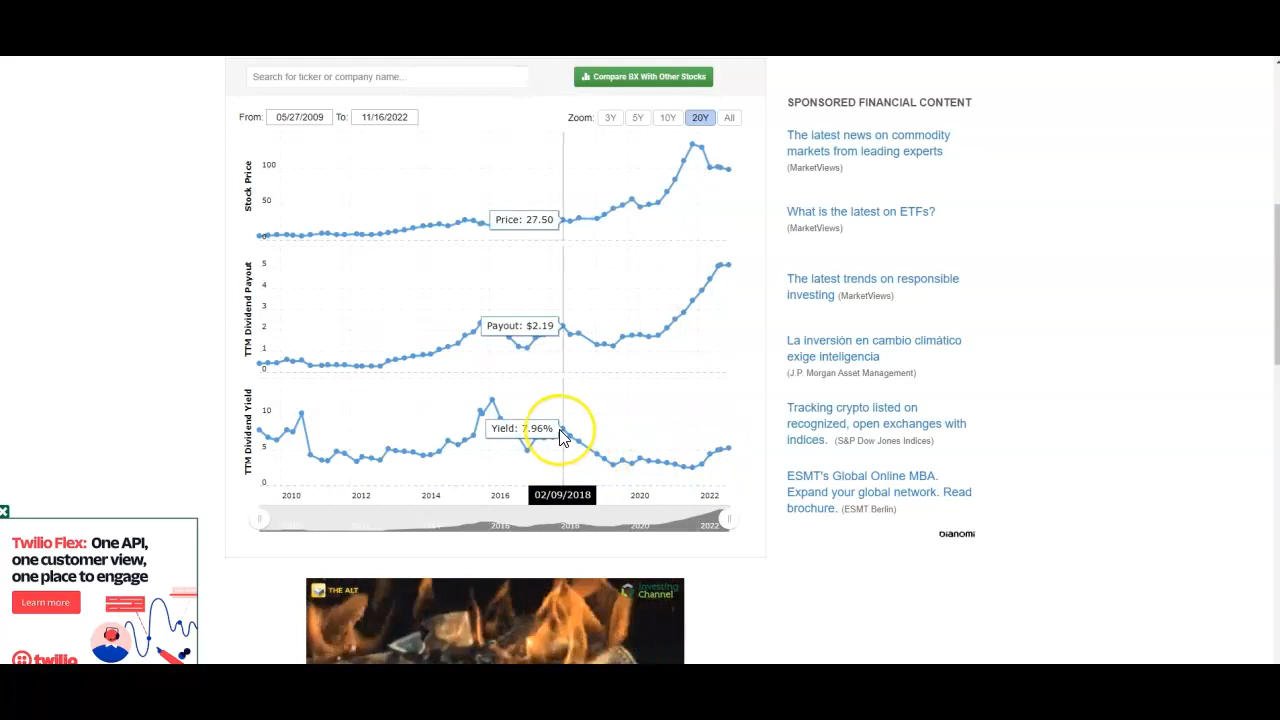 Search for ticker or company name...
Compare BX With Other Stocks
From: 05/27/2009 To: 11/16/2022
Zoom: 3Y 5Y 10Y 20Y All
Stock Price
100
50
0
Price: 27.50
TTM Dividend Payout
5
4
3
2
1
0
Payout: $2.19
TTM Dividend Yield
10
5
0
Yield: 7.96%
2010 2012 2014 2016 02/09/2018 2020 2022
2016 2018 2020 2022
SPONSORED FINANCIAL CONTENT
The latest news on commodity
markets from leading experts
(MarketViews)
What is the latest on ETFs?
(MarketViews)
The latest trends on responsible
investing (MarketViews)
La inversión en cambio climático
exige inteligencia
(J.P. Morgan Asset Management)
Tracking crypto listed on
recognized, open exchanges with
indices. (S&P Dow Jones Indices)
ESMT's Global Online MBA.
Expand your global network. Read
brochure. (ESMT Berlin)
bianomi
Twilio Flex: One API,
one customer view,
one place to engage
Learn more
twilio
THE ALT
Investing
Channel